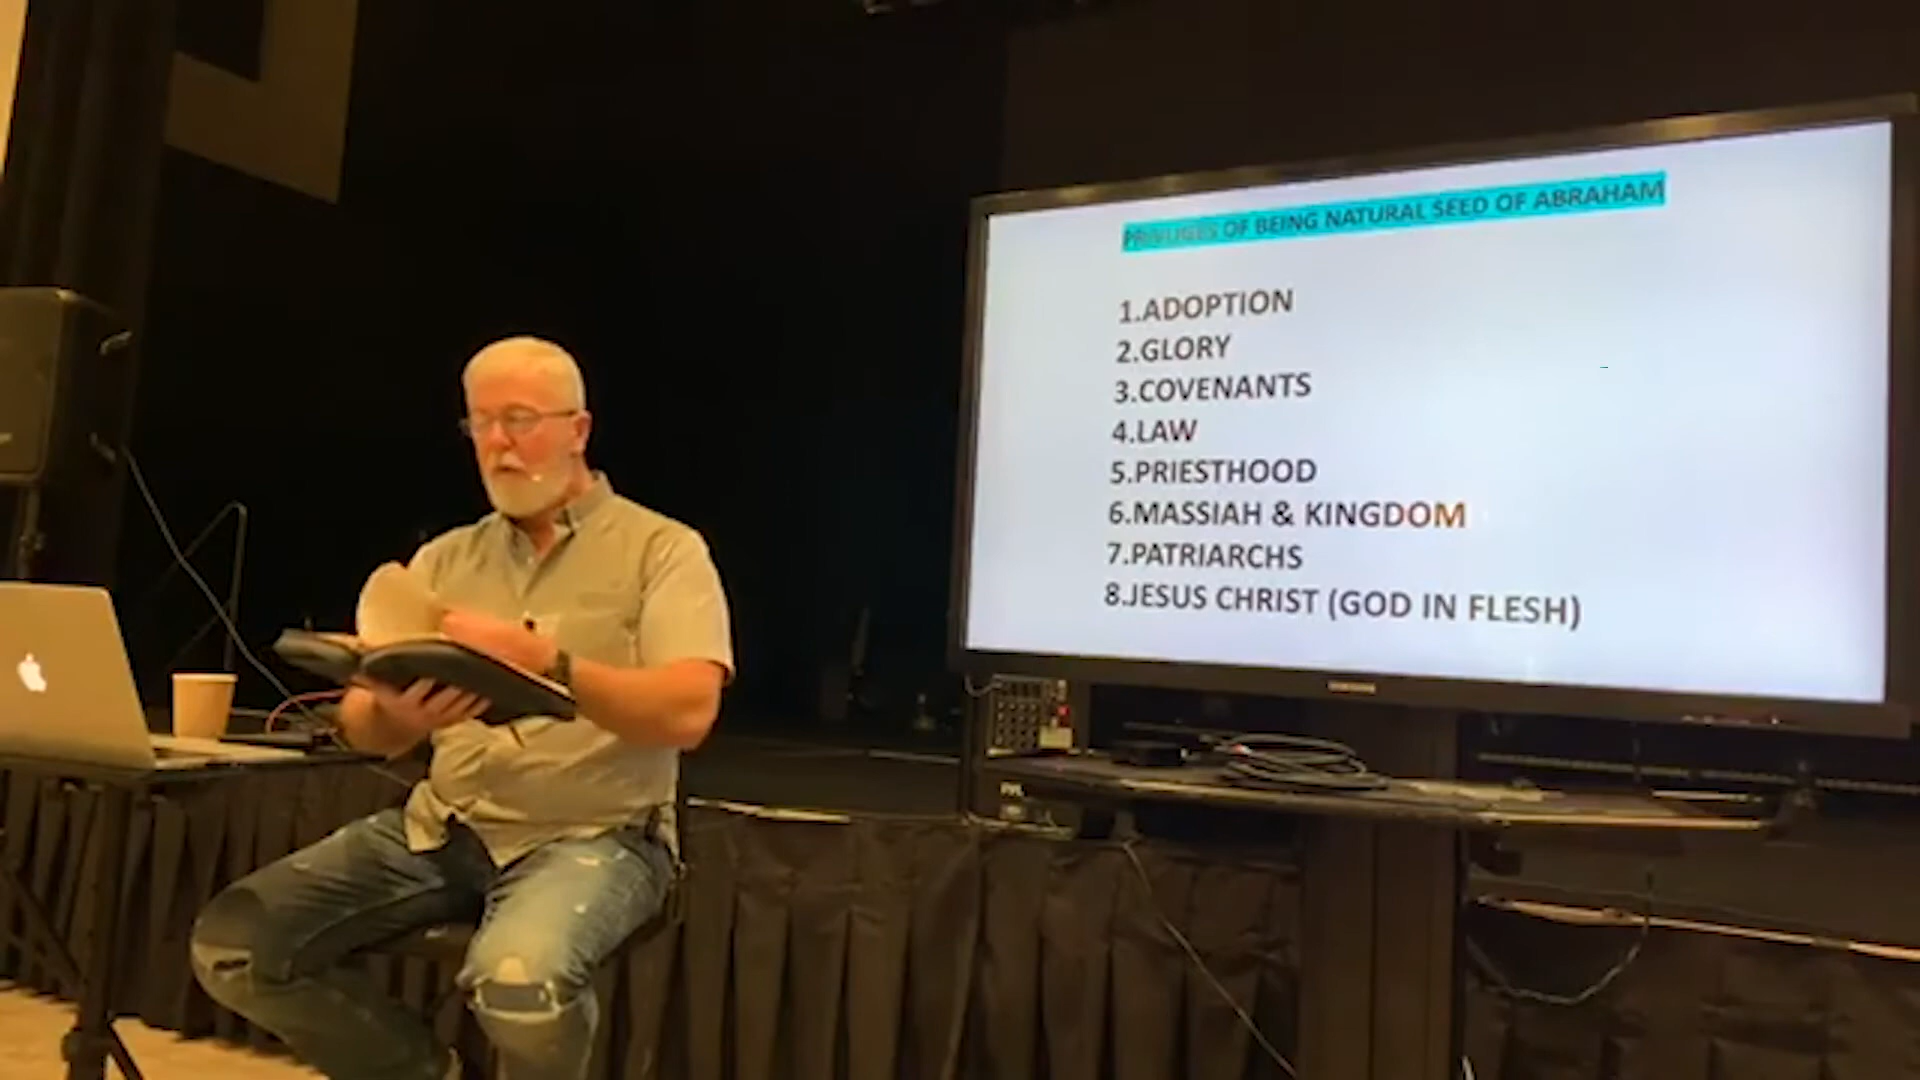 OF BEING NATURAL SEED OF ABRAHAM
1.ADOPTION
2.GLORY
3.COVENANTS
4.LAW
5.PRIESTHOOD
6.MASSIAH & KINGDOM
7.PATRIARCHS
8.JESUS CHRIST (GOD IN FLESH)